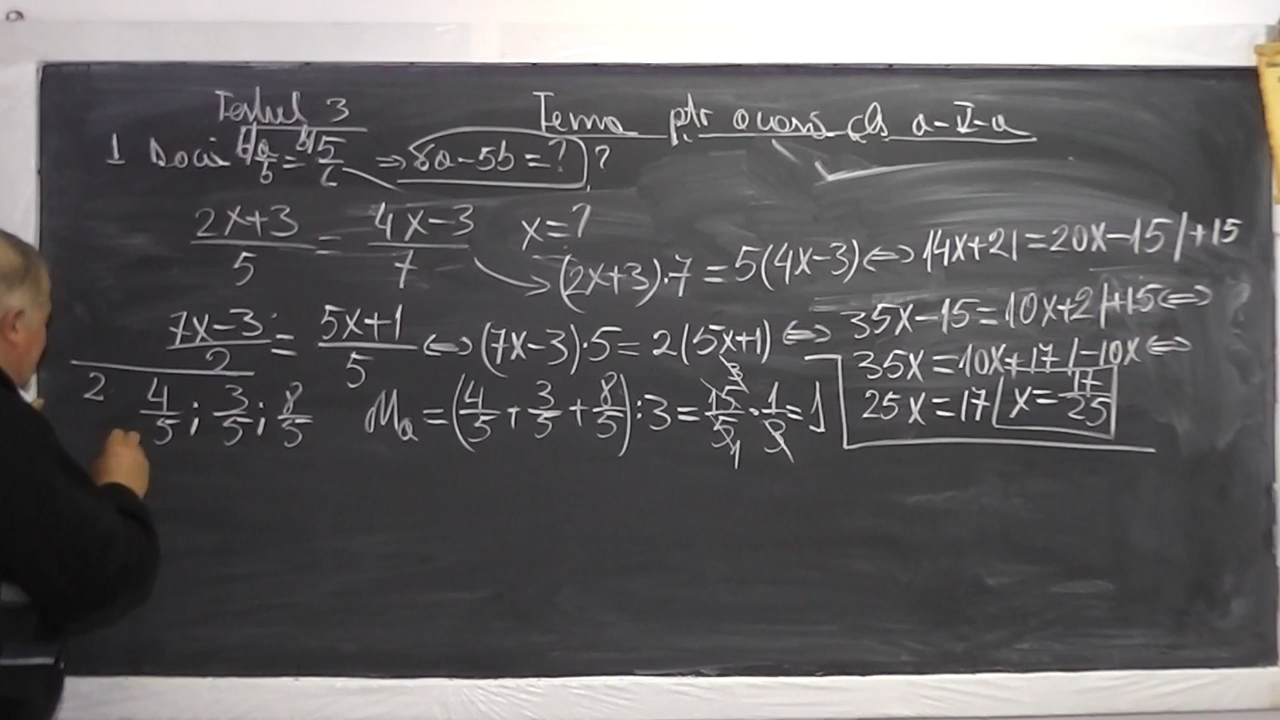 Testul 3
Tema ptr acasă cls a-V-a
1 Dacă a/b = 5/6 ⇒ 6a-5b=? ?
(2x+3)/5 = (4x-3)/7 x=?
(2x+3)·7 = 5(4x-3) ⇔ 14x+21=20x-15 /+15
(7x-3)/2 = (5x+1)/5 ⇔ (7x-3)·5 = 2(5x+1) ⇔ 35x-15=10x+2/+15 ⇔
35x=10x+17 /-10x ⇔
25x=17 x=17/25
2. 4/5 ; 3/5 ; 8/5 Ma = (4/5 + 3/5 + 8/5) : 3 = 15/5 · 1/3 = 1